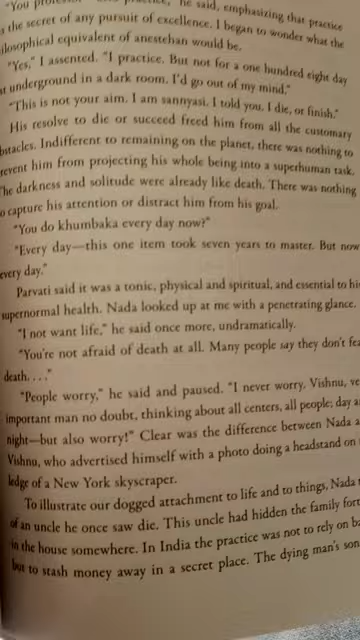 "You practice," he said, emphasizing that practice
is the secret of any pursuit of excellence. I began to wonder what the
philosophical equivalent of anestehan would be.
"Yes," I assented. "I practice. But not for a one hundred eight day
underground in a dark room. I'd go out of my mind."
"This is not your aim. I am sannyasi. I told you. I die, or finish."
His resolve to die or succeed freed him from all the customary
obstacles. Indifferent to remaining on the planet, there was nothing to
prevent him from projecting his whole being into a superhuman task.
The darkness and solitude were already like death. There was nothing
to capture his attention or distract him from his goal.
"You do khumbaka every day now?"
"Every day—this one item took seven years to master. But now
every day."
Parvati said it was a tonic, physical and spiritual, and essential to his
supernormal health. Nada looked up at me with a penetrating glance.
"I not want life," he said once more, undramatically.
"You're not afraid of death at all. Many people say they don't fea
death. . . ."
"People worry," he said and paused. "I never worry. Vishnu, ve
important man no doubt, thinking about all centers, all people; day a
night—but also worry!" Clear was the difference between Nada a
Vishnu, who advertised himself with a photo doing a headstand on
ledge of a New York skyscraper.
To illustrate our dogged attachment to life and to things, Nada
of an uncle he once saw die. This uncle had hidden the family fort
in the house somewhere. In India the practice was not to rely on ba
but to stash money away in a secret place. The dying man's son